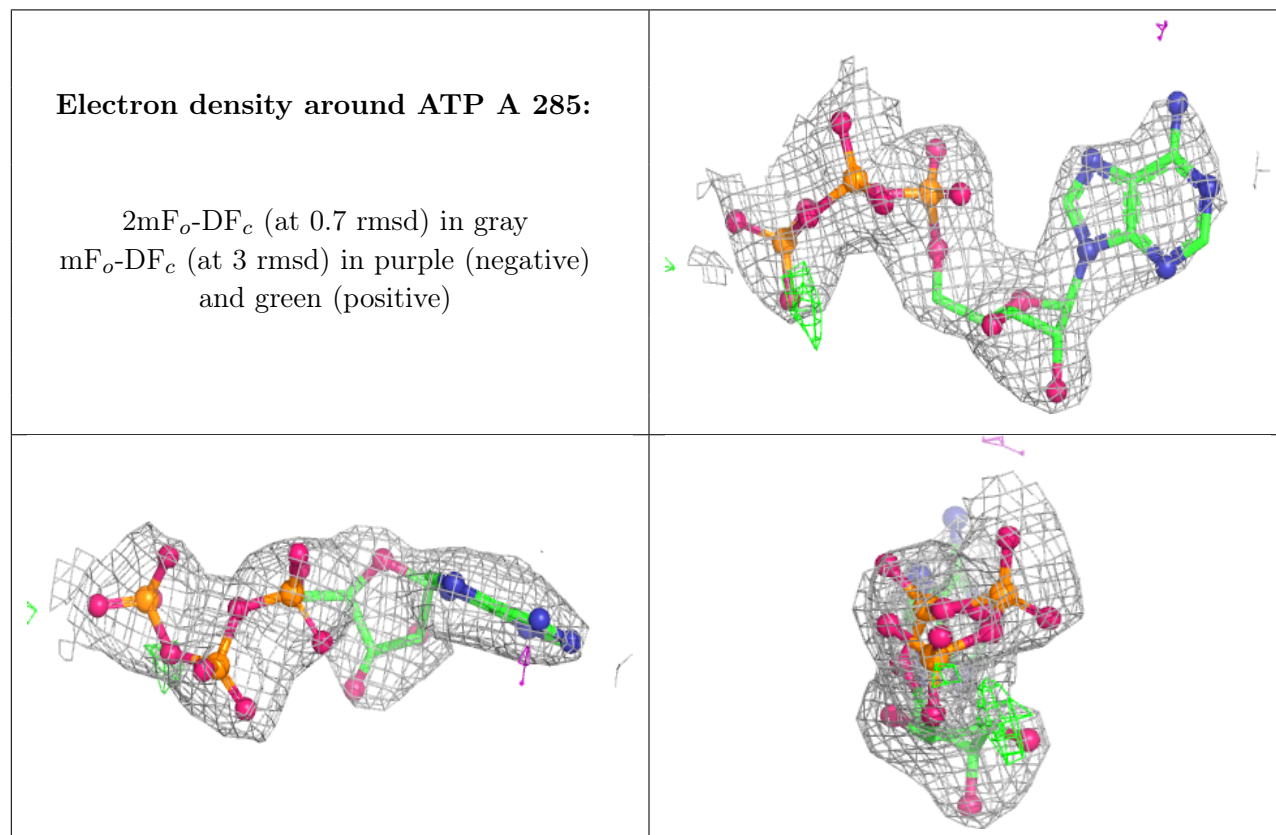 Electron density around ATP A 285:
2mFo-DFc (at 0.7 rmsd) in gray
mFo-DFc (at 3 rmsd) in purple (negative)
and green (positive)